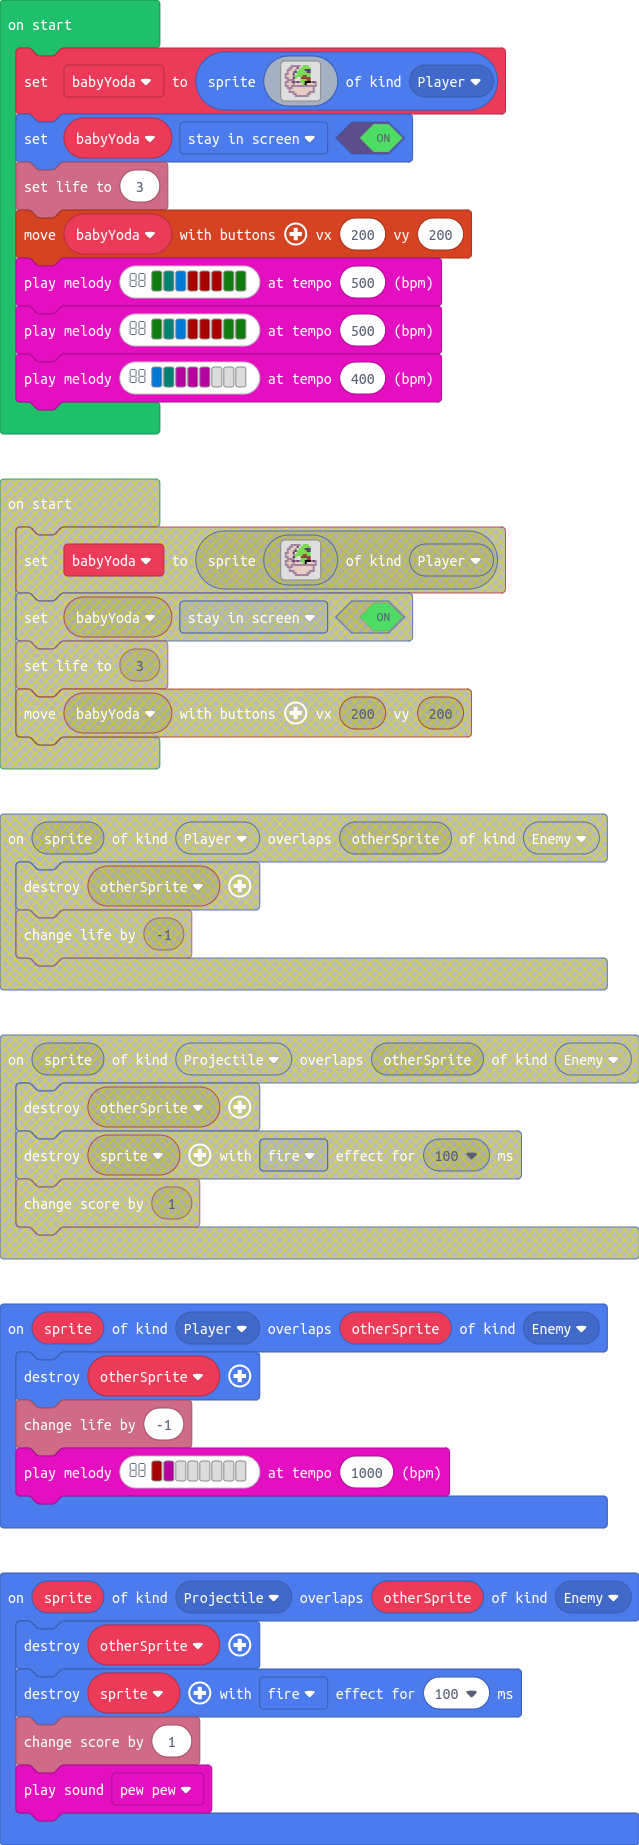 on start
set babyYoda to sprite of kind Player
set babyYoda stay in screen ON
set life to 3
move babyYoda with buttons vx 200 vy 200
play melody at tempo 500 (bpm)
play melody at tempo 500 (bpm)
play melody at tempo 400 (bpm)
on start
set babyYoda to sprite of kind Player
set babyYoda stay in screen ON
set life to 3
move babyYoda with buttons vx 200 vy 200
on sprite of kind Player overlaps otherSprite of kind Enemy
destroy otherSprite
change life by -1
on sprite of kind Projectile overlaps otherSprite of kind Enemy
destroy otherSprite
destroy sprite with fire effect for 100 ms
change score by 1
on sprite of kind Player overlaps otherSprite of kind Enemy
destroy otherSprite
change life by -1
play melody at tempo 1000 (bpm)
on sprite of kind Projectile overlaps otherSprite of kind Enemy
destroy otherSprite
destroy sprite with fire effect for 100 ms
change score by 1
play sound pew pew